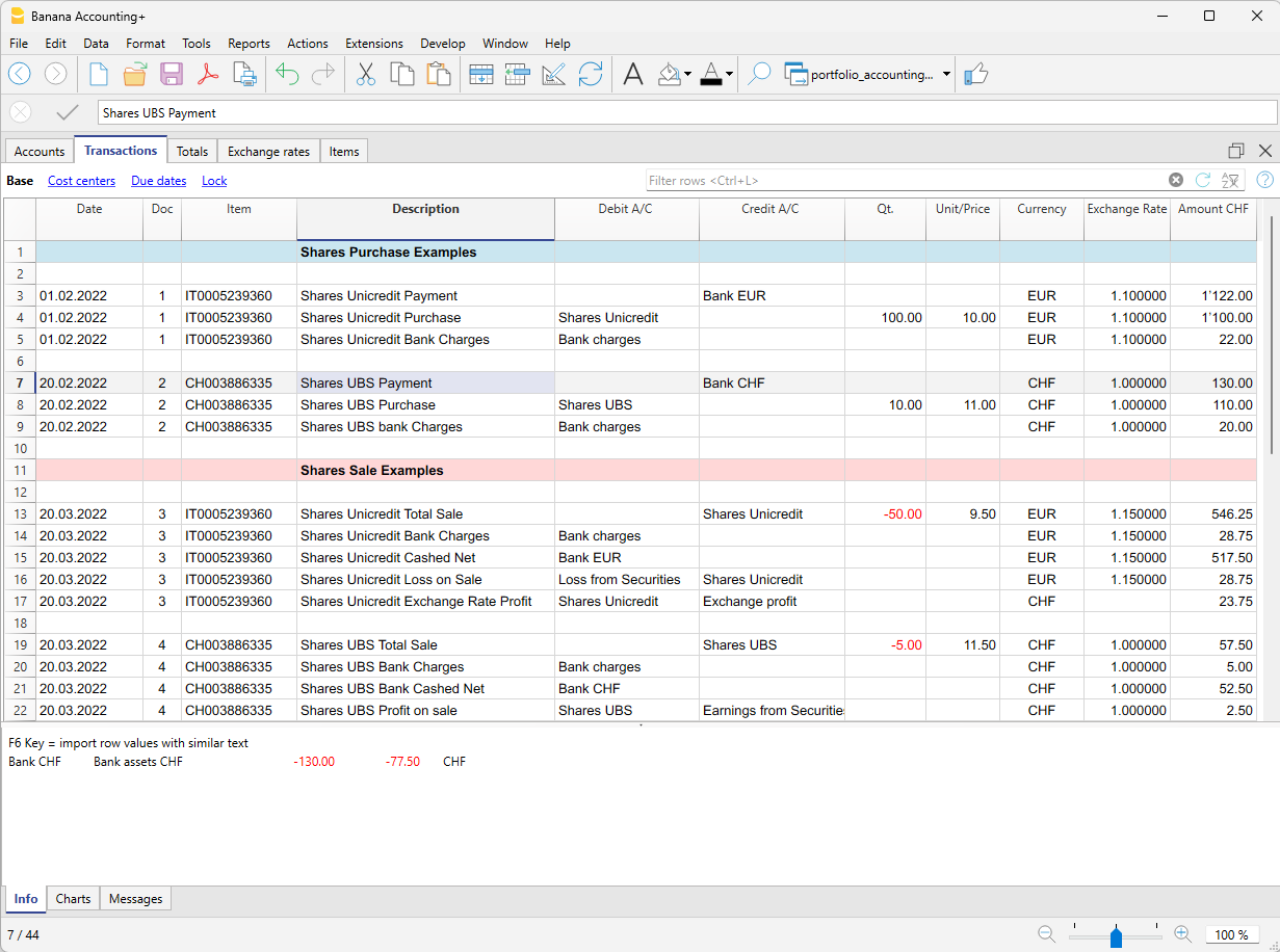 Banana Accounting+
File Edit Data Format Tools Reports Actions Extensions Develop Window Help
portfolio_accounting...
Shares UBS Payment
Accounts Transactions Totals Exchange rates Items
Base Cost centers Due dates Lock Filter rows <Ctrl+L>
Date Doc Item Description Debit A/C Credit A/C Qt. Unit/Price Currency Exchange Rate Amount CHF
1 Shares Purchase Examples
2
3 01.02.2022 1 IT0005239360 Shares Unicredit Payment Bank EUR EUR 1.100000 1'122.00
4 01.02.2022 1 IT0005239360 Shares Unicredit Purchase Shares Unicredit 100.00 10.00 EUR 1.100000 1'100.00
5 01.02.2022 1 IT0005239360 Shares Unicredit Bank Charges Bank charges EUR 1.100000 22.00
6
7 20.02.2022 2 CH003886335 Shares UBS Payment Bank CHF CHF 1.000000 130.00
8 20.02.2022 2 CH003886335 Shares UBS Purchase Shares UBS 10.00 11.00 CHF 1.000000 110.00
9 20.02.2022 2 CH003886335 Shares UBS bank Charges Bank charges CHF 1.000000 20.00
10
11 Shares Sale Examples
12
13 20.03.2022 3 IT0005239360 Shares Unicredit Total Sale Shares Unicredit -50.00 9.50 EUR 1.150000 546.25
14 20.03.2022 3 IT0005239360 Shares Unicredit Bank Charges Bank charges EUR 1.150000 28.75
15 20.03.2022 3 IT0005239360 Shares Unicredit Cashed Net Bank EUR EUR 1.150000 517.50
16 20.03.2022 3 IT0005239360 Shares Unicredit Loss on Sale Loss from Securities Shares Unicredit EUR 1.150000 28.75
17 20.03.2022 3 IT0005239360 Shares Unicredit Exchange Rate Profit Shares Unicredit Exchange profit CHF 23.75
18
19 20.03.2022 4 CH003886335 Shares UBS Total Sale Shares UBS -5.00 11.50 CHF 1.000000 57.50
20 20.03.2022 4 CH003886335 Shares UBS Bank Charges Bank charges CHF 1.000000 5.00
21 20.03.2022 4 CH003886335 Shares UBS Bank Cashed Net Bank CHF CHF 1.000000 52.50
22 20.03.2022 4 CH003886335 Shares UBS Profit on sale Shares UBS Earnings from Securitie CHF 1.000000 2.50
F6 Key = import row values with similar text
Bank CHF Bank assets CHF -130.00 -77.50 CHF
Info Charts Messages
7 / 44 100 %